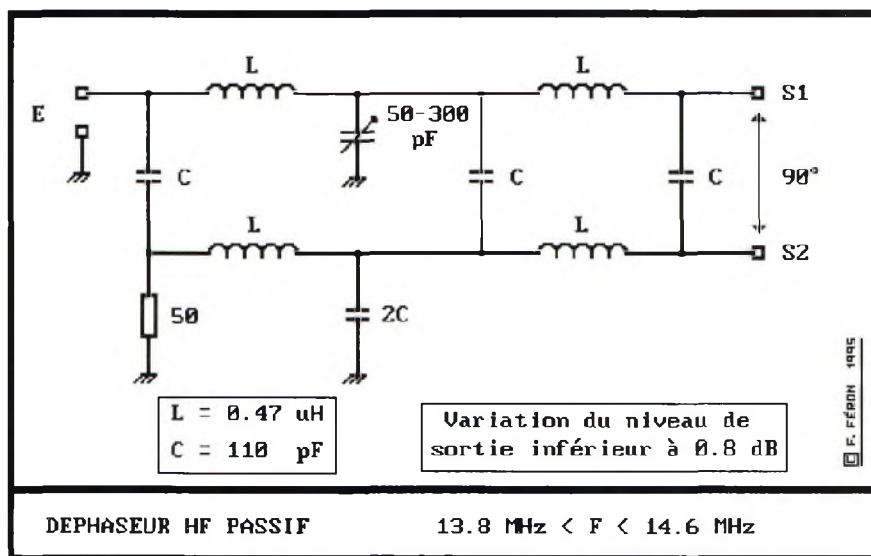 L
L
E
50-300
pF
S1
C
C
C
90°
L
L
S2
50
2C
L = 0.47 uH
C = 110 pF
Variation du niveau de
sortie inférieur à 0.8 dB
© F. FÉRON 1995
DEPHASEUR HF PASSIF
13.8 MHz < F < 14.6 MHz